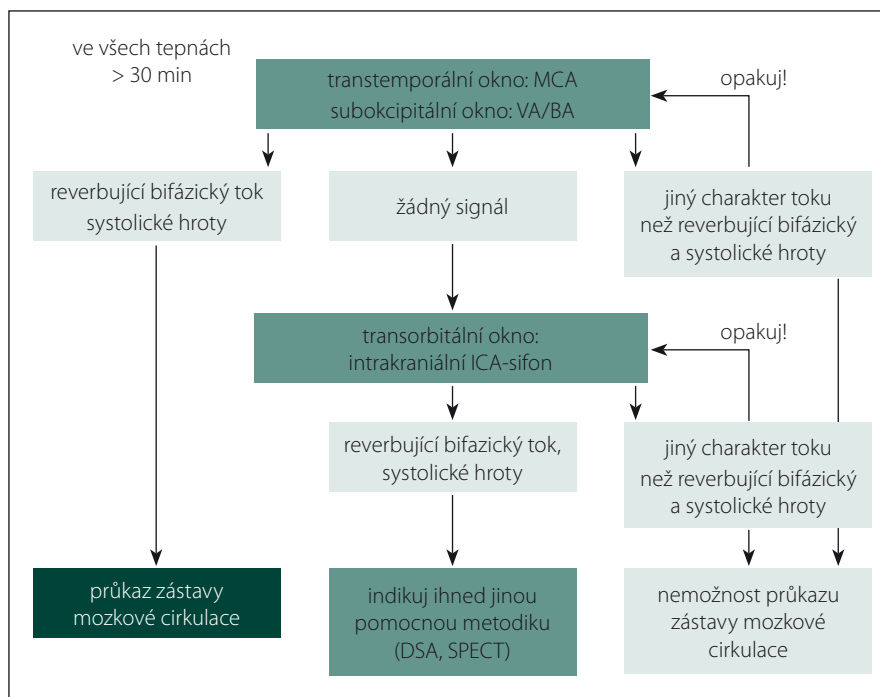 ve všech tepnách
> 30 min
transtemporální okno: MCA
subokcipitální okno: VA/BA
opakuj!
reverbující bifázický tok
systolické hroty
žádný signál
jiný charakter toku
než reverbující bifázický
a systolické hroty
transorbitální okno:
intrakraniální ICA-sifon
opakuj!
reverbující bifazický tok,
systolické hroty
jiný charakter toku
než reverbující bifázický
a systolické hroty
průkaz zástavy
mozkové cirkulace
indikuj ihned jinou
pomocnou metodiku
(DSA, SPECT)
nemožnost průkazu
zástavy mozkové
cirkulace